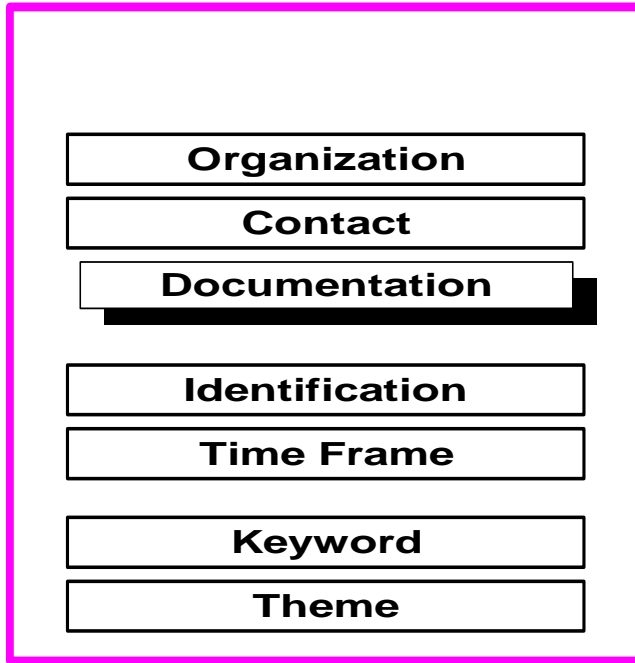 Organization
Contact
Documentation
Identification
Time Frame
Keyword
Theme